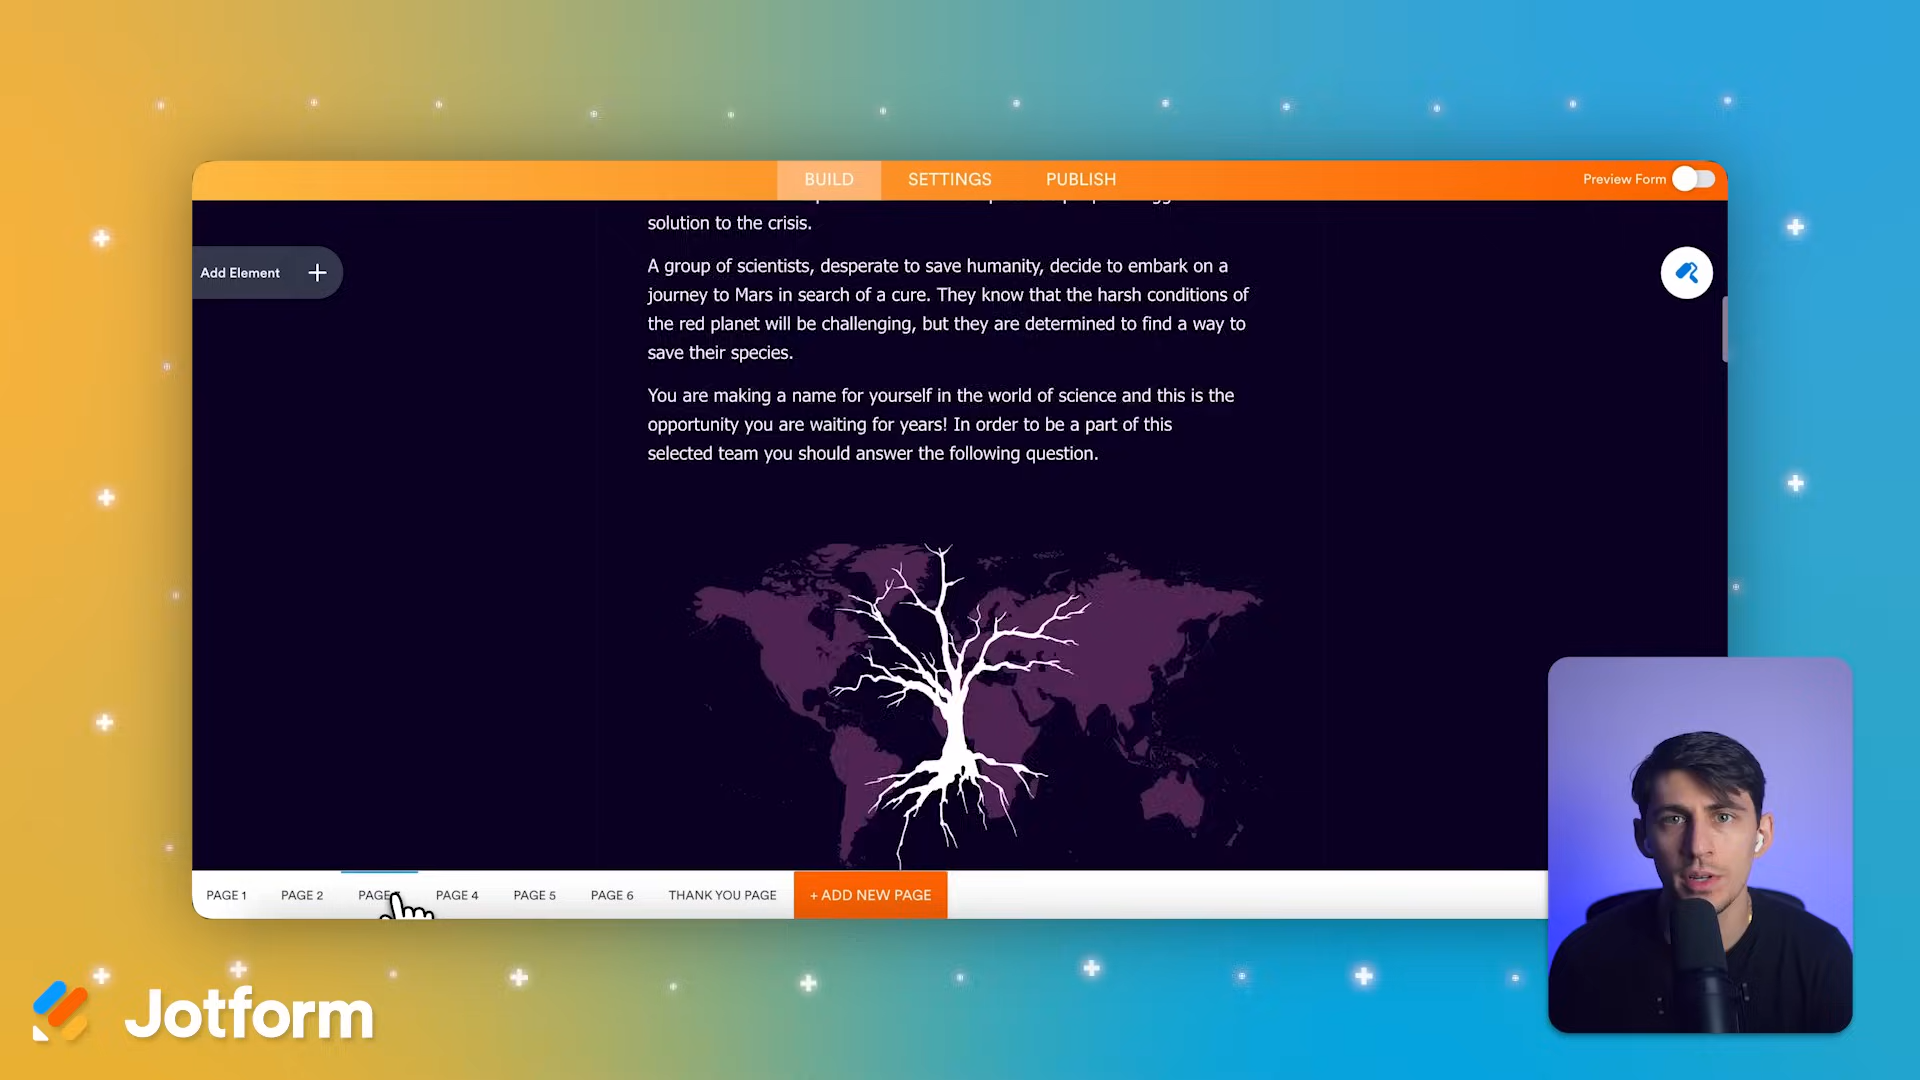 BUILD
SETTINGS
PUBLISH
Preview Form
solution to the crisis.
Add Element
A group of scientists, desperate to save humanity, decide to embark on a
journey to Mars in search of a cure. They know that the harsh conditions of
the red planet will be challenging, but they are determined to find a way to
save their species.
You are making a name for yourself in the world of science and this is the
opportunity you are waiting for years! In order to be a part of this
selected team you should answer the following question.
PAGE 1
PAGE 2
PAGE
PAGE 4
PAGE 5
PAGE 6
THANK YOU PAGE
+ ADD NEW PAGE
Jotform